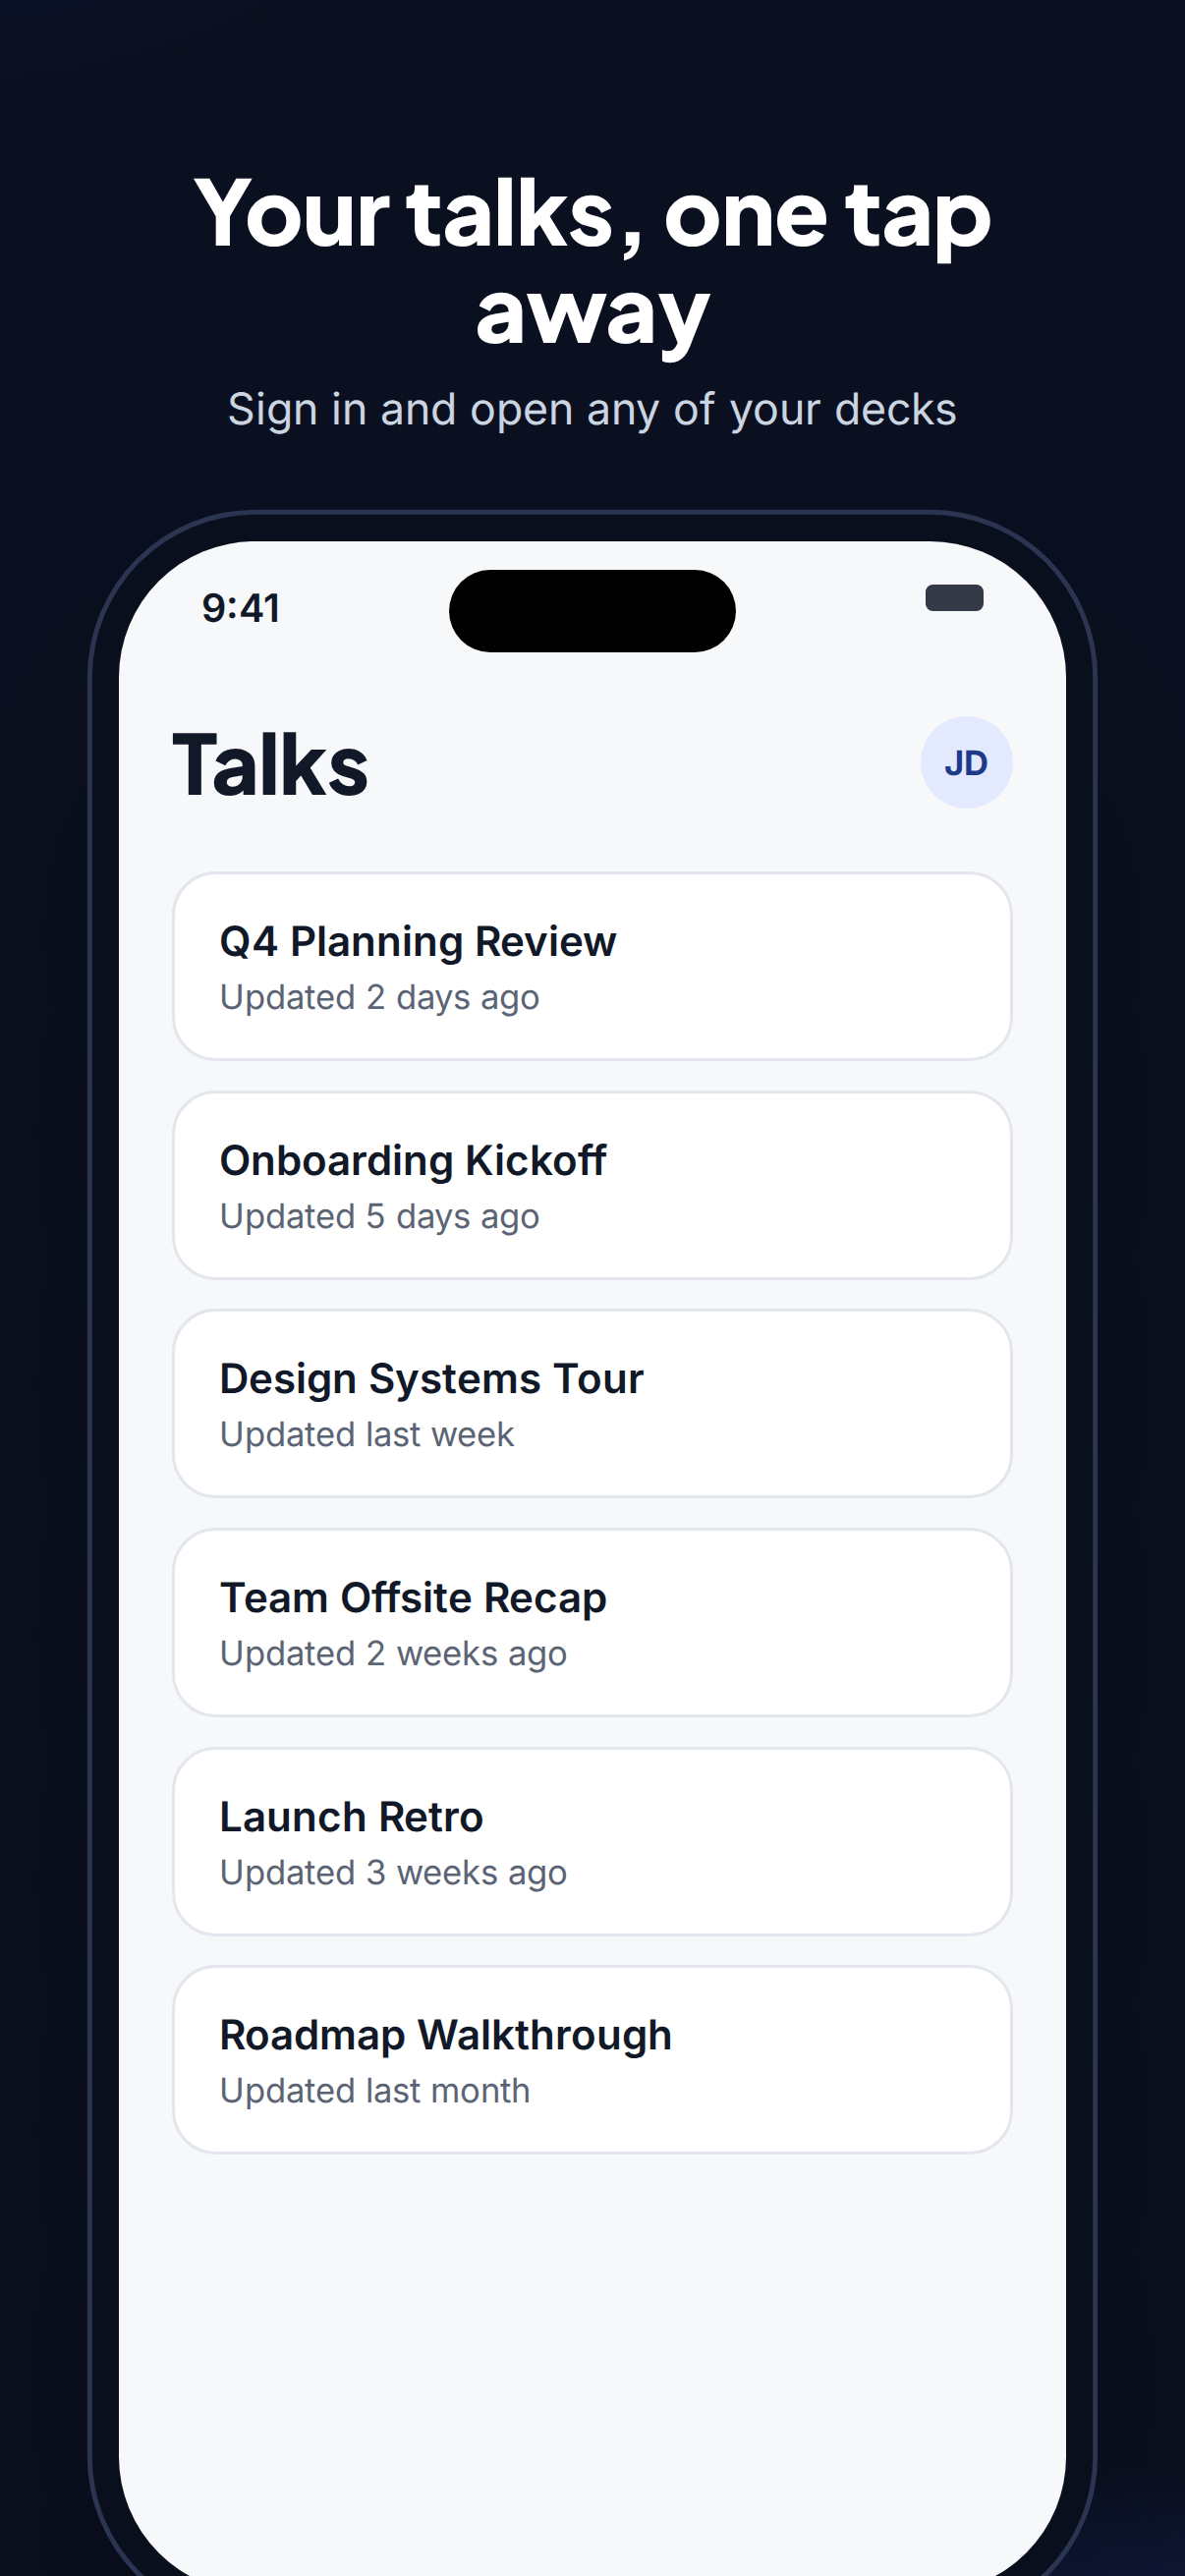 Your talks, one tap
away
Sign in and open any of your decks
9:41
Talks
JD
Q4 Planning Review
Updated 2 days ago
Onboarding Kickoff
Updated 5 days ago
Design Systems Tour
Updated last week
Team Offsite Recap
Updated 2 weeks ago
Launch Retro
Updated 3 weeks ago
Roadmap Walkthrough
Updated last month